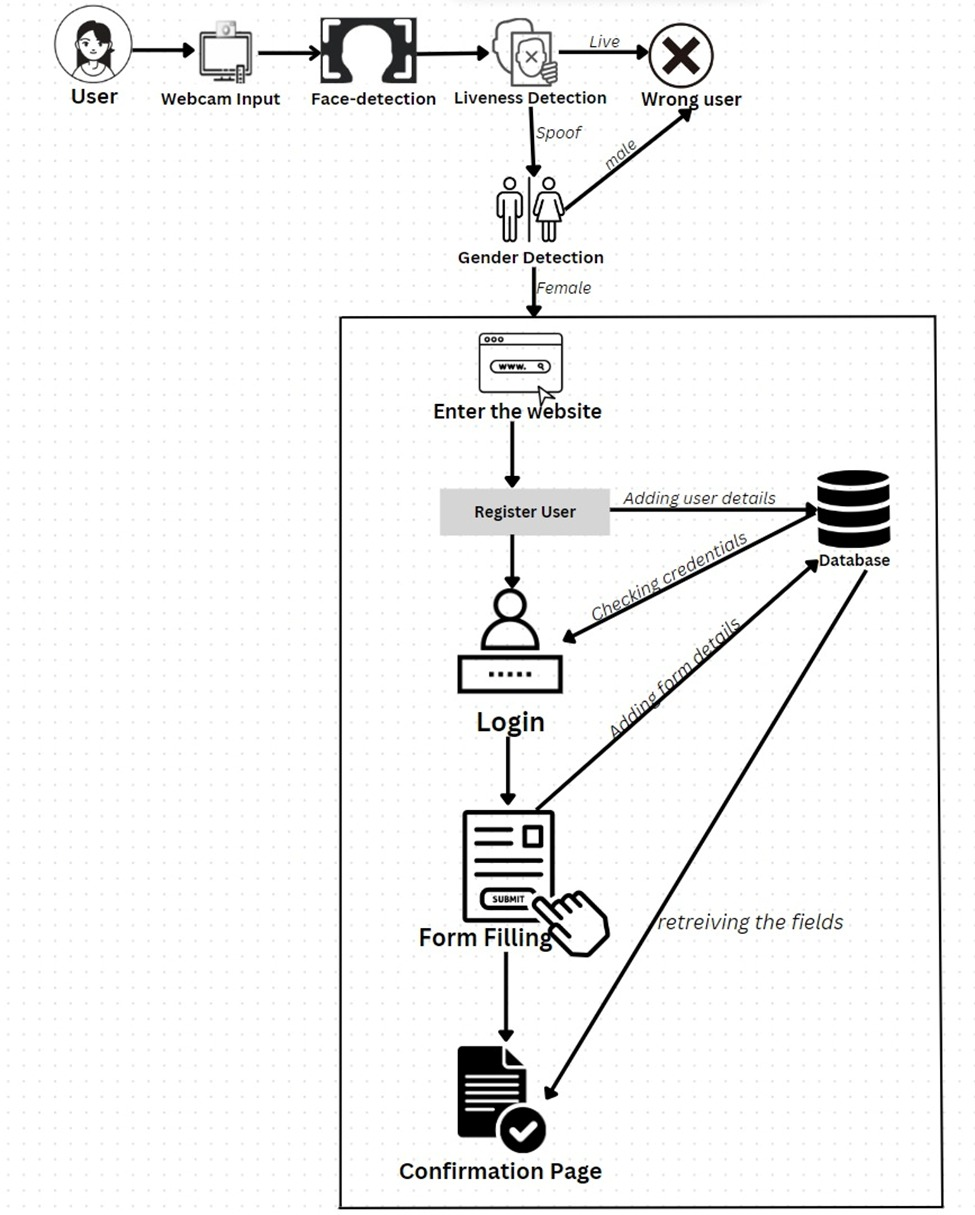 Live
User
Webcam Input
Face-detection
Liveness Detection
Wrong user
Spoof
male
Gender Detection
Female
www.
Enter the website
Register User
Adding user details
Database
Checking credentials
Adding form details
Login
SUBMIT
Form Filling
retreiving the fields
Confirmation Page